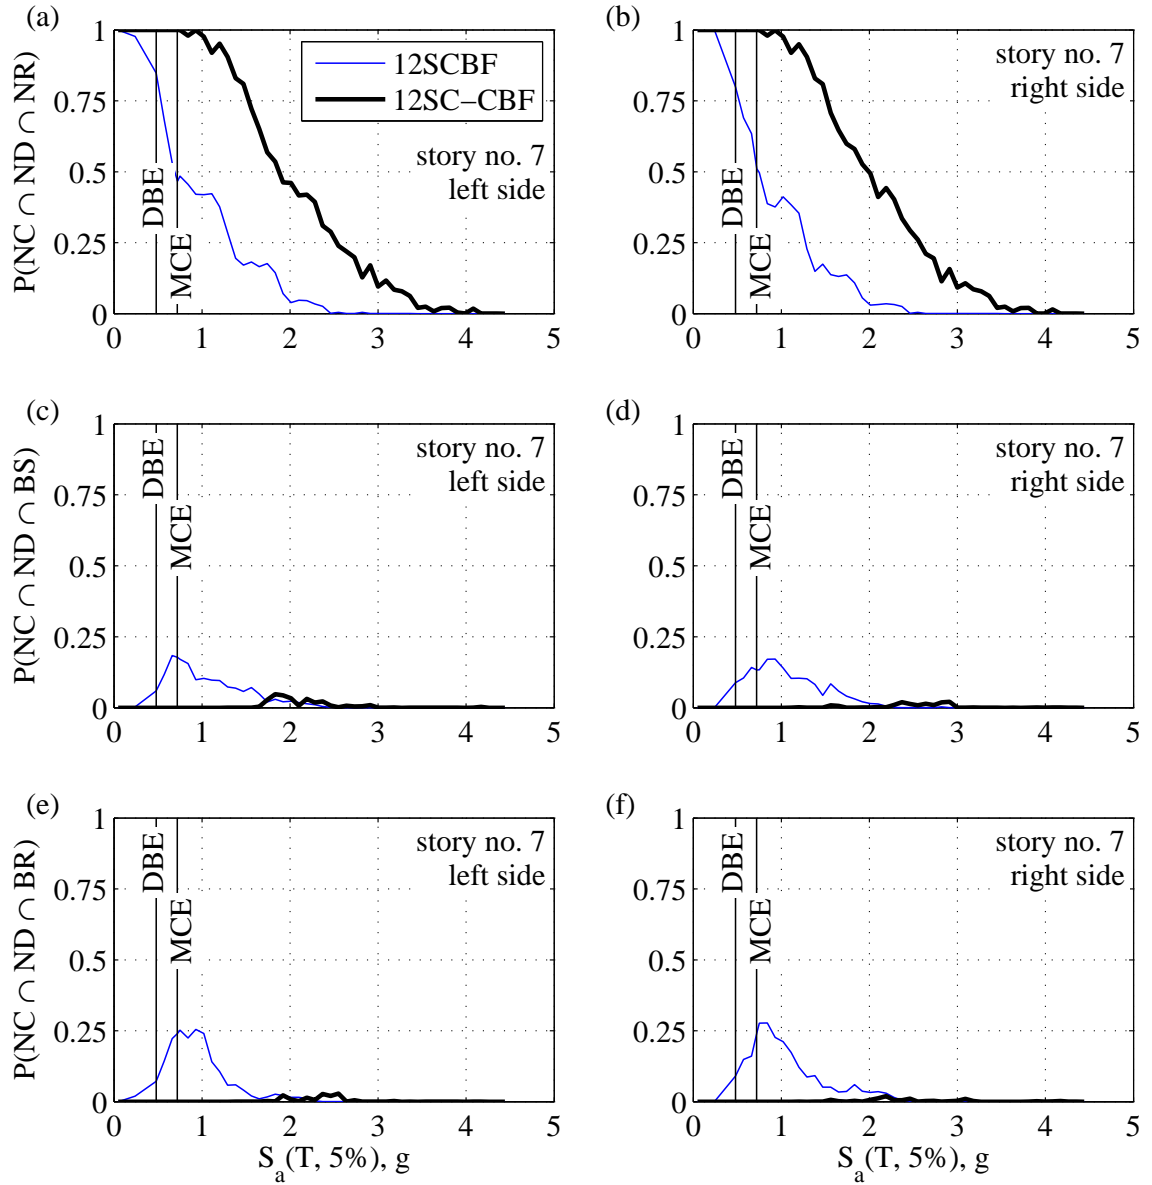 (a)
P(NC ∩ ND ∩ NR)
1
0.75
0.5
0.25
0
0 1 2 3 4 5
12SCBF
12SC−CBF
story no. 7
left side
DBE
MCE
(b)
1
0.75
0.5
0.25
0
0 1 2 3 4 5
story no. 7
right side
DBE
MCE
(c)
P(NC ∩ ND ∩ BS)
1
0.75
0.5
0.25
0
0 1 2 3 4 5
story no. 7
left side
DBE
MCE
(d)
1
0.75
0.5
0.25
0
0 1 2 3 4 5
story no. 7
right side
DBE
MCE
(e)
P(NC ∩ ND ∩ BR)
1
0.75
0.5
0.25
0
0 1 2 3 4 5
story no. 7
left side
DBE
MCE
S_a(T, 5%), g
(f)
1
0.75
0.5
0.25
0
0 1 2 3 4 5
story no. 7
right side
DBE
MCE
S_a(T, 5%), g